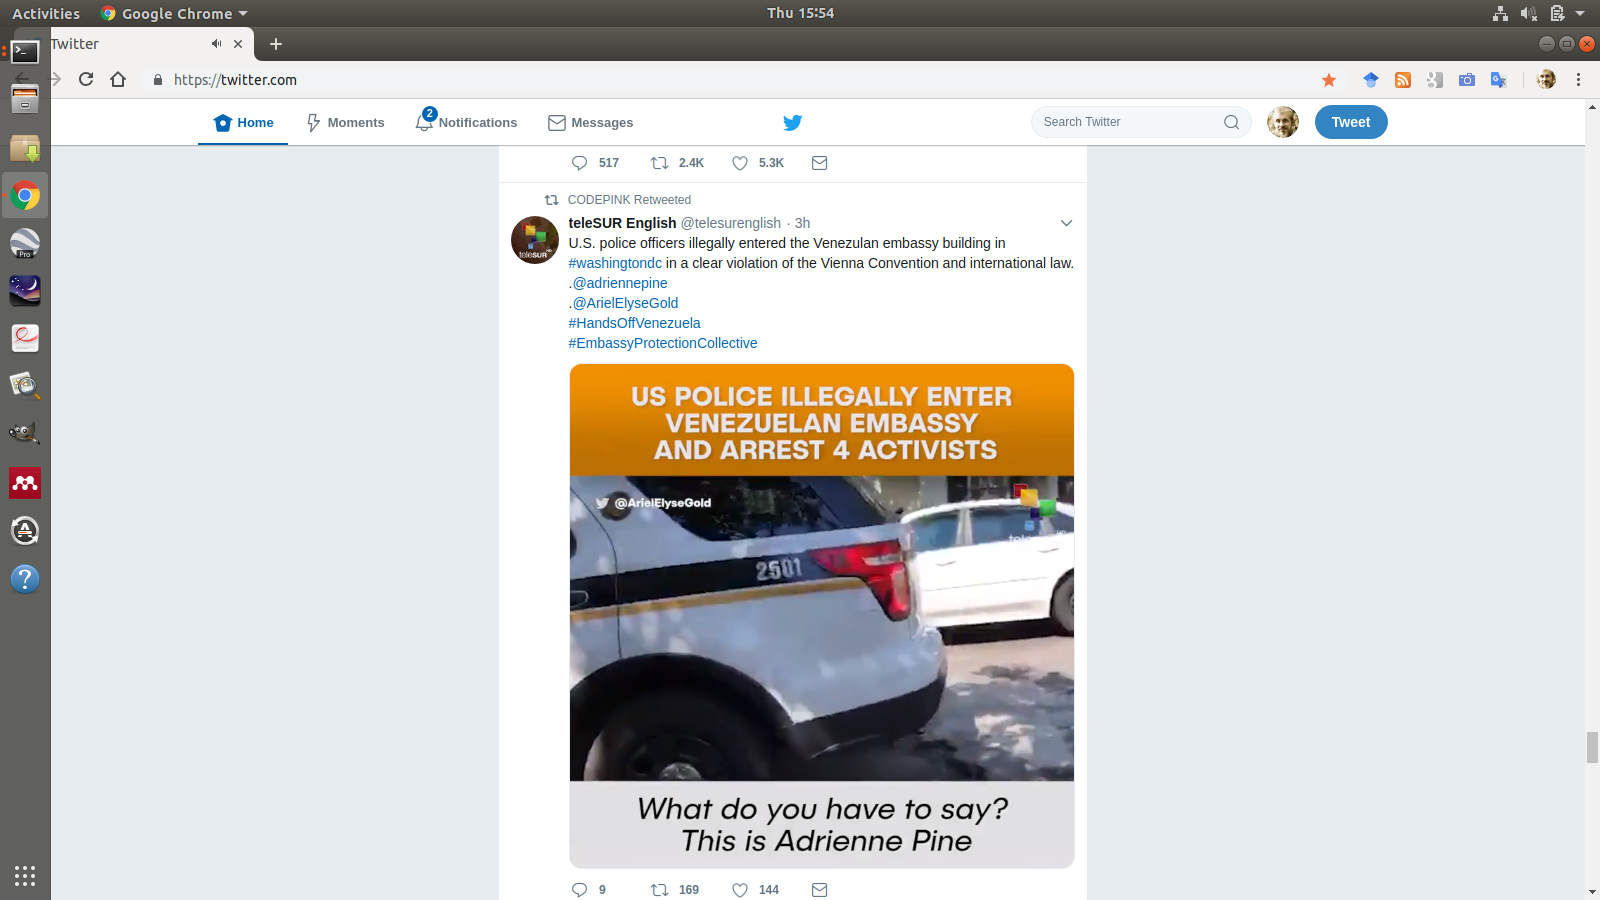 Activities
Google Chrome
Thu 15:54
Twitter
https://twitter.com
Home
Moments
2
Notifications
Messages
Search Twitter
Tweet
517
2.4K
5.3K
CODEPINK Retweeted
teleSUR English @telesurenglish · 3h
U.S. police officers illegally entered the Venezulan embassy building in
#washingtondc in a clear violation of the Vienna Convention and international law.
.@adriennepine
.@ArielElyseGold
#HandsOffVenezuela
#EmbassyProtectionCollective
teleSUR HD
US POLICE ILLEGALLY ENTER
VENEZUELAN EMBASSY
AND ARREST 4 ACTIVISTS
@ArielElyseGold
2501
What do you have to say?
This is Adrienne Pine
9
169
144
Pro